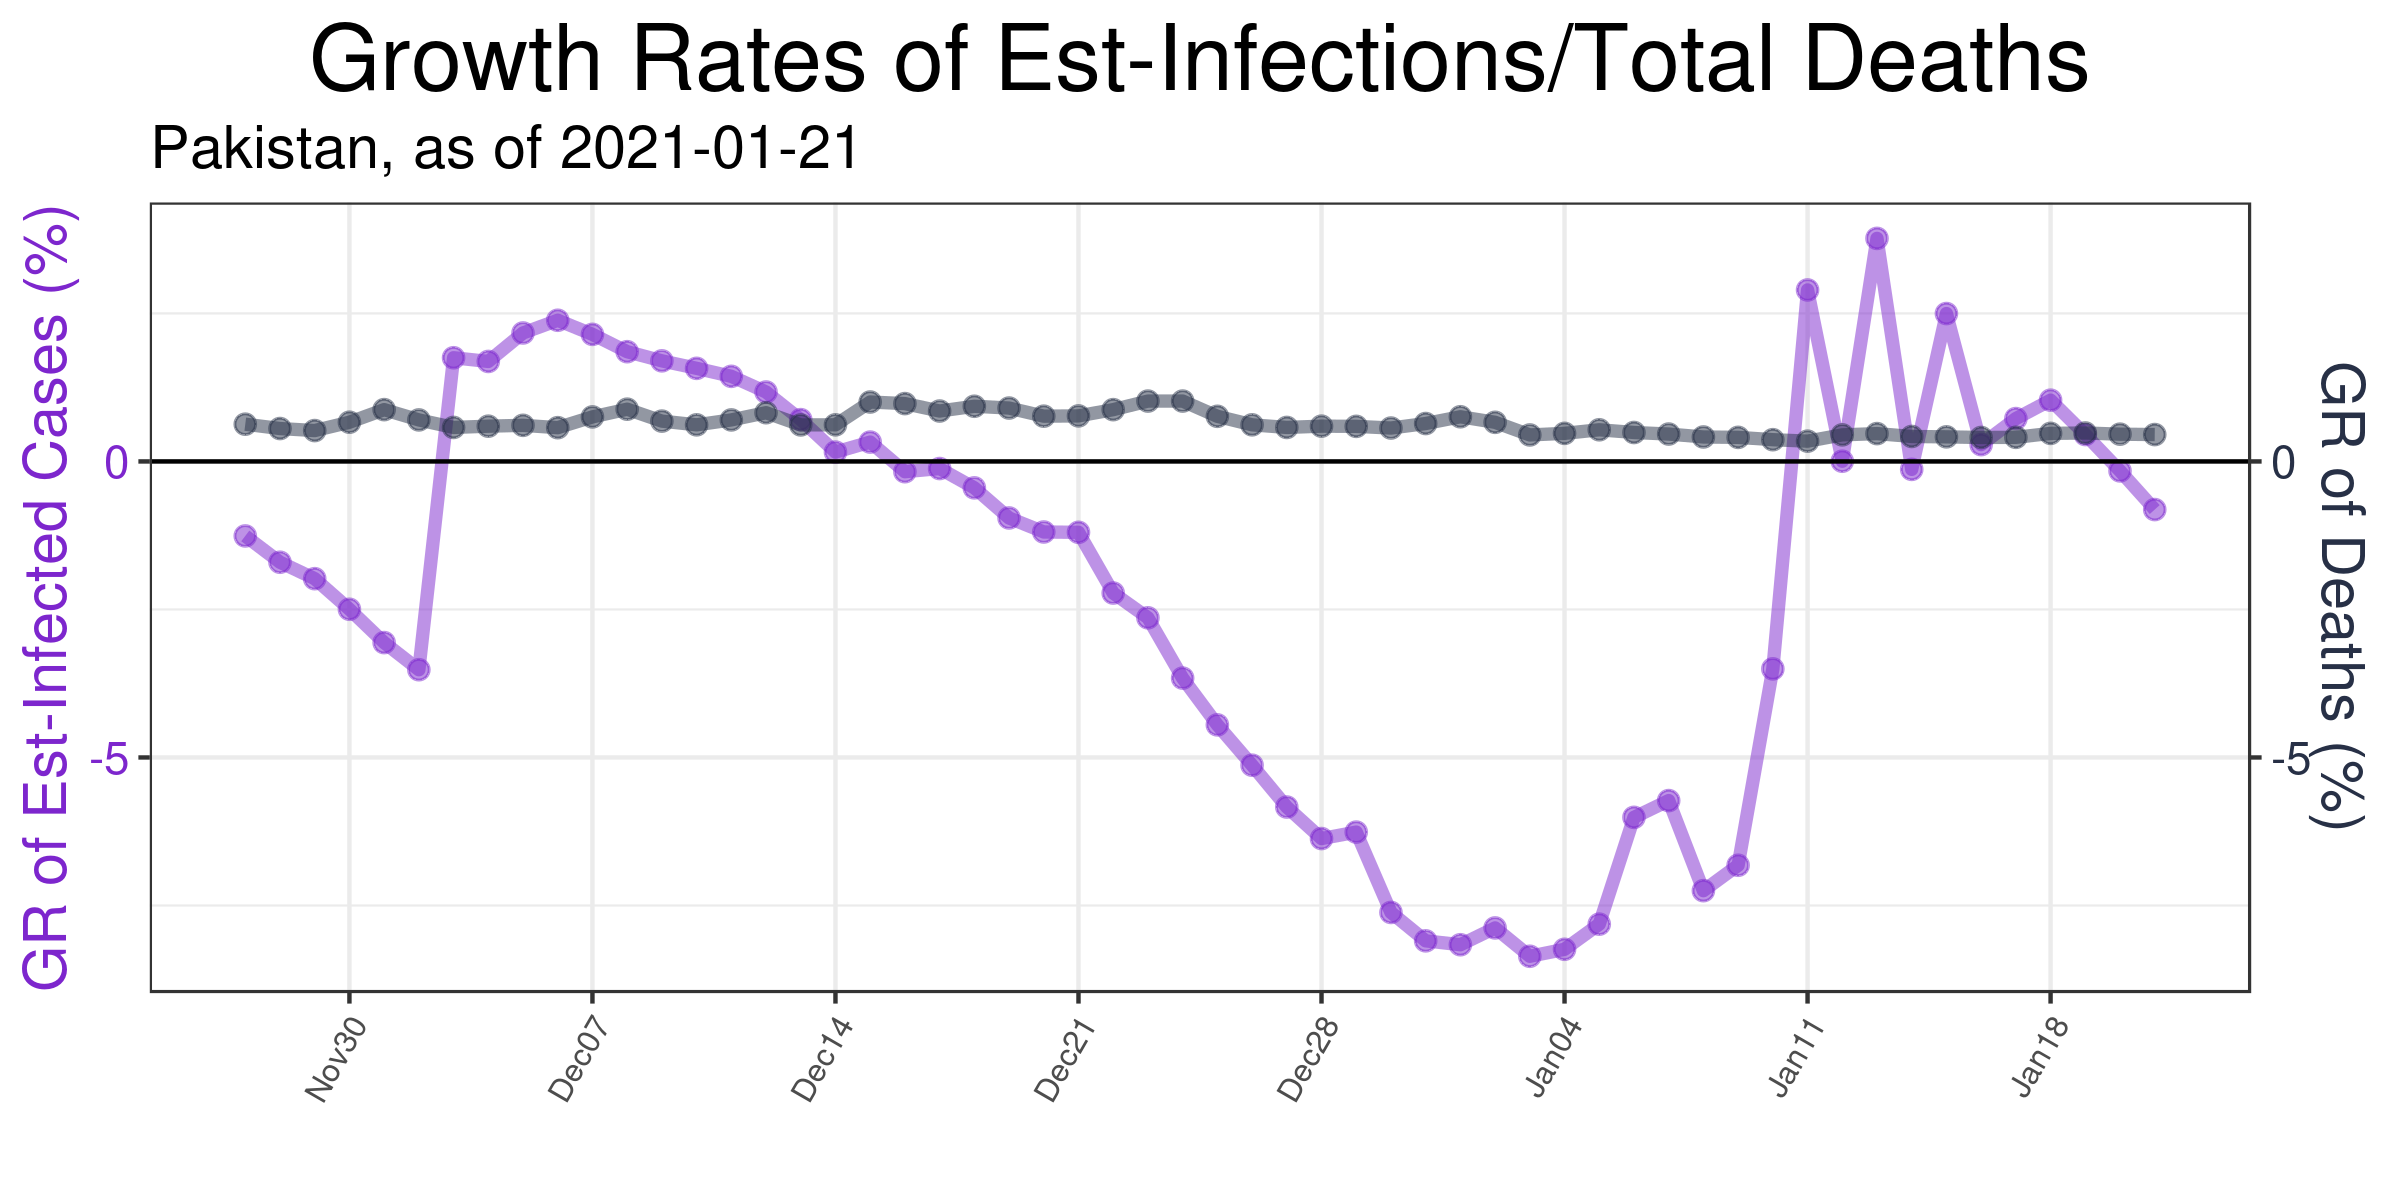 Growth Rates of Est-Infections/Total Deaths
Pakistan, as of 2021-01-21
GR of Est-Infected Cases (%)
0
-5
0
-5
GR of Deaths (%)
Nov30
Dec07
Dec14
Dec21
Dec28
Jan04
Jan11
Jan18